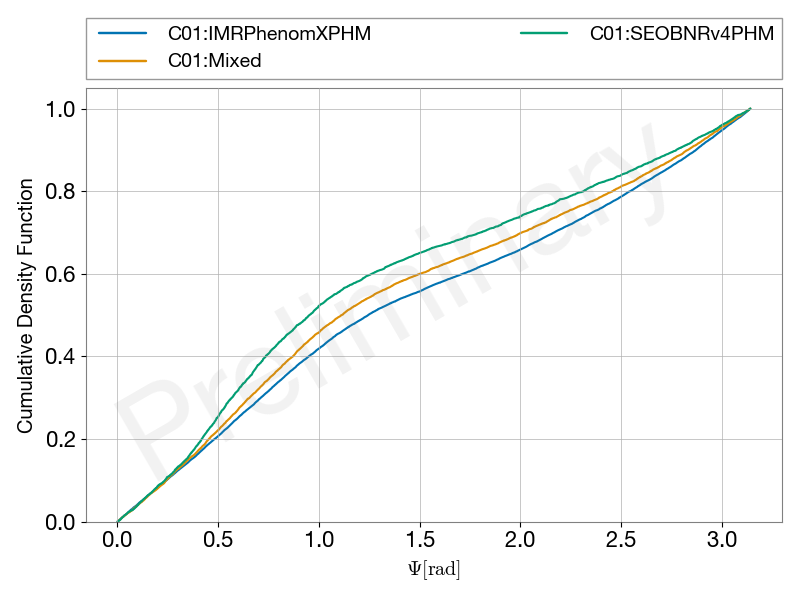 C01:IMRPhenomXPHM
C01:Mixed
C01:SEOBNRv4PHM
Preliminary
Cumulative Density Function
1.0
0.8
0.6
0.4
0.2
0.0
0.0 0.5 1.0 1.5 2.0 2.5 3.0
Ψ[rad]